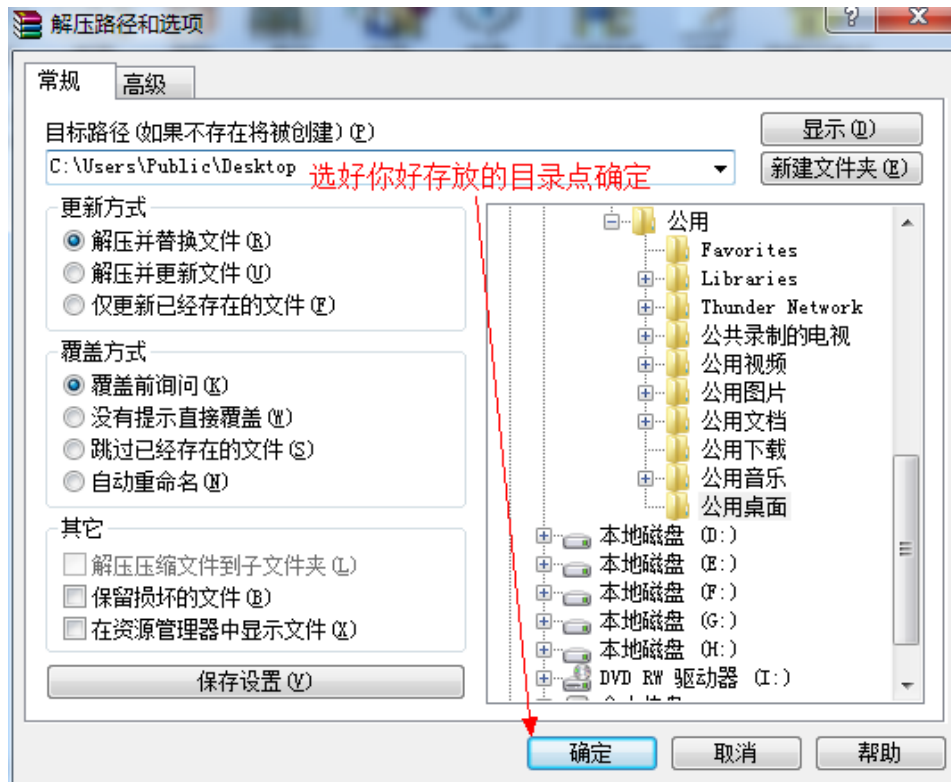 解压路径和选项
常规
高级
目标路径(如果不存在将被创建)(P)
显示(D)
C:\Users\Public\Desktop
选好你好存放的目录点确定
新建文件夹(E)
更新方式
解压并替换文件(R)
解压并更新文件(U)
仅更新已经存在的文件(F)
覆盖方式
覆盖前询问(K)
没有提示直接覆盖(W)
跳过已经存在的文件(S)
自动重命名(N)
其它
解压压缩文件到子文件夹(L)
保留损坏的文件(B)
在资源管理器中显示文件(X)
保存设置(V)
公用
Favorites
Libraries
Thunder Network
公共录制的电视
公用视频
公用图片
公用文档
公用下载
公用音乐
公用桌面
本地磁盘 (D:)
本地磁盘 (E:)
本地磁盘 (F:)
本地磁盘 (G:)
本地磁盘 (H:)
DVD RW 驱动器 (I:)
确定
取消
帮助